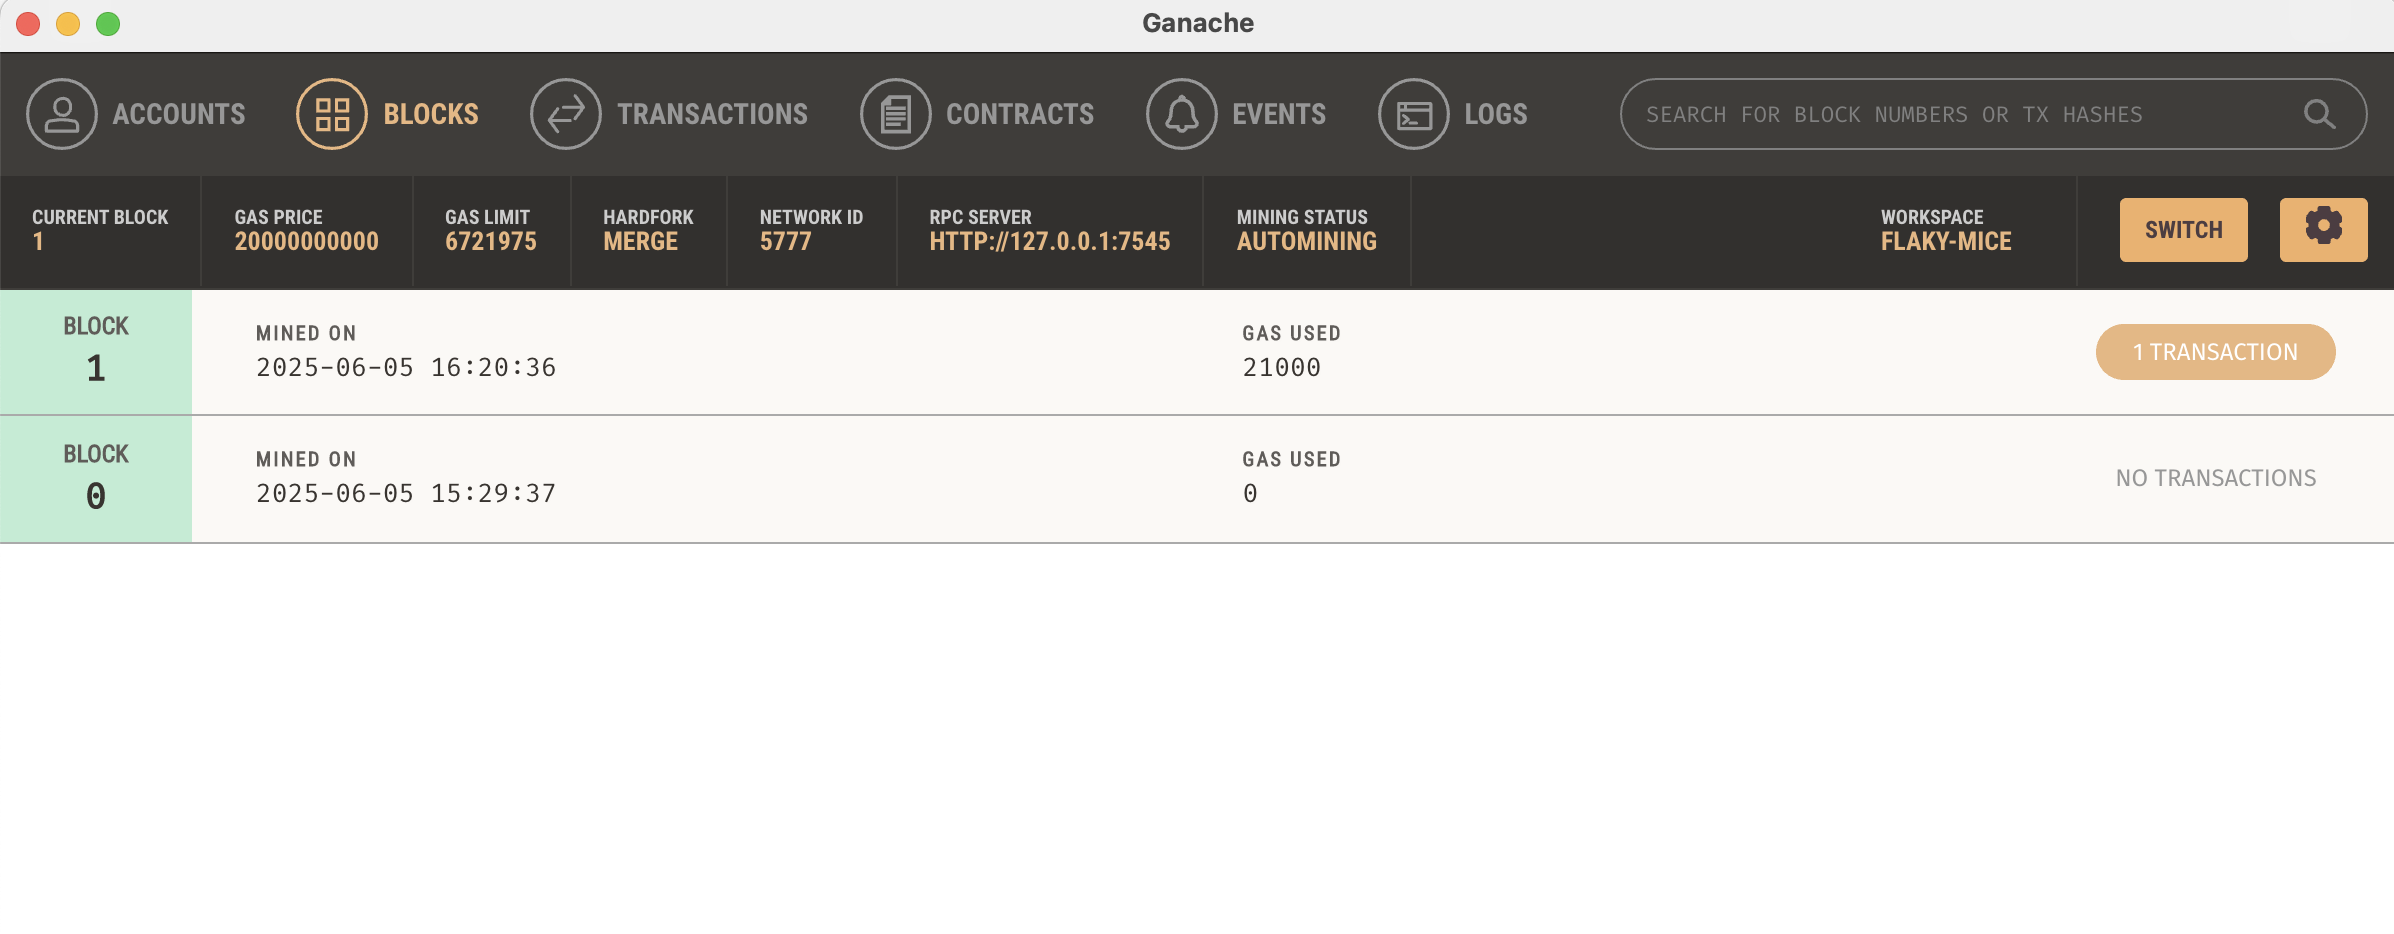 Ganache
ACCOUNTS BLOCKS TRANSACTIONS CONTRACTS EVENTS LOGS SEARCH FOR BLOCK NUMBERS OR TX HASHES
CURRENT BLOCK GAS PRICE GAS LIMIT HARDFORK NETWORK ID RPC SERVER MINING STATUS WORKSPACE
1 20000000000 6721975 MERGE 5777 HTTP://127.0.0.1:7545 AUTOMINING FLAKY-MICE SWITCH
BLOCK MINED ON GAS USED
1 2025-06-05 16:20:36 21000 1 TRANSACTION
BLOCK MINED ON GAS USED
0 2025-06-05 15:29:37 0 NO TRANSACTIONS